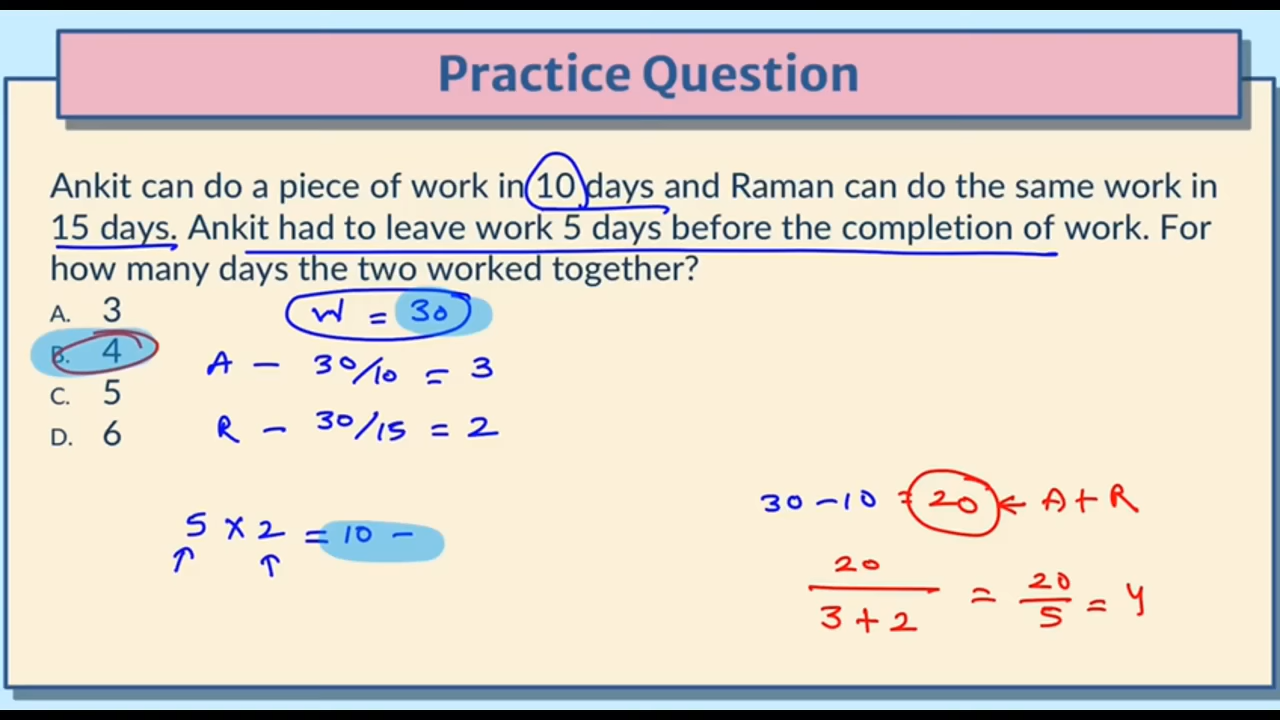 Practice Question
Ankit can do a piece of work in 10 days and Raman can do the same work in
15 days. Ankit had to leave work 5 days before the completion of work. For
how many days the two worked together?
A. 3
B. 4
C. 5
D. 6
W = 30
A – 30/10 = 3
R – 30/15 = 2
5 × 2 = 10 –
30 – 10 = 20 ← A + R
20
3 + 2
= 20/5 = 4